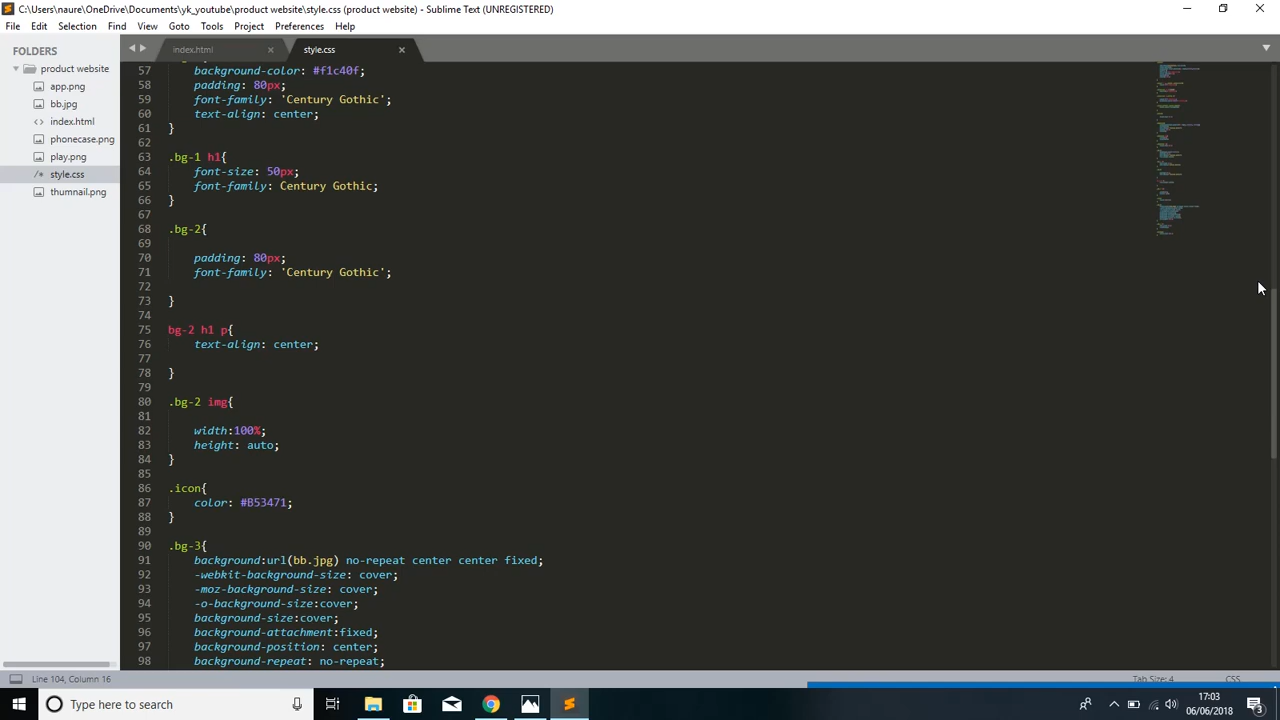 C:\Users\naure\OneDrive\Documents\yk_youtube\product website\style.css (product website) - Sublime Text (UNREGISTERED)
File Edit Selection Find View Goto Tools Project Preferences Help
FOLDERS
product website
app.png
bb.jpg
index.html
phonecase.png
play.png
/* style.css
thumnail.png
index.html × style.css ×
57 background-color: #f1c40f;
58 padding: 80px;
59 font-family: 'Century Gothic';
60 text-align: center;
61 }
62
63 .bg-1 h1{
64 font-size: 50px;
65 font-family: Century Gothic;
66 }
67
68 .bg-2{
69
70 padding: 80px;
71 font-family: 'Century Gothic';
72
73 }
74
75 bg-2 h1 p{
76 text-align: center;
77
78 }
79
80 .bg-2 img{
81
82 width:100%;
83 height: auto;
84 }
85
86 .icon{
87 color: #B53471;
88 }
89
90 .bg-3{
91 background:url(bb.jpg) no-repeat center center fixed;
92 -webkit-background-size: cover;
93 -moz-background-size: cover;
94 -o-background-size:cover;
95 background-size:cover;
96 background-attachment:fixed;
97 background-position: center;
98 background-repeat: no-repeat;
Line 104, Column 16
Tab Size: 4 CSS
Type here to search
17:03
06/06/2018
3